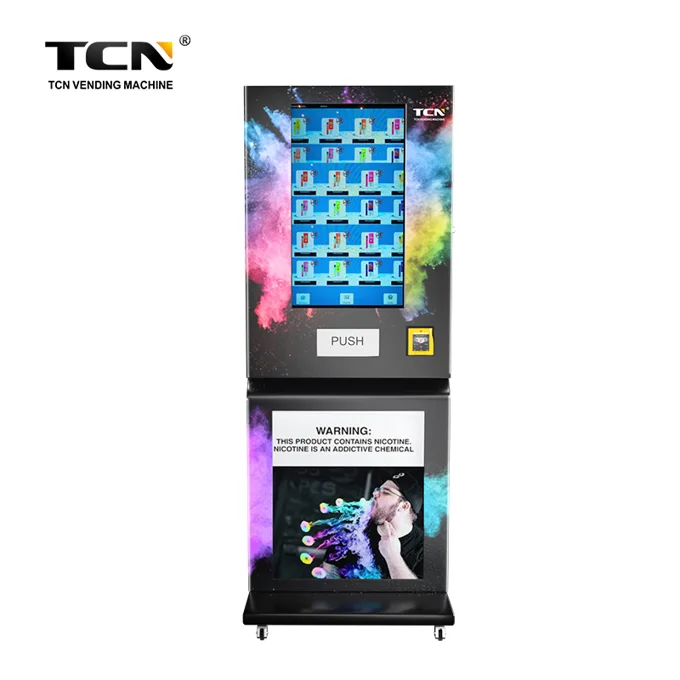 TCN®
TCN VENDING MACHINE
TCN
PUSH
WARNING:
THIS PRODUCT CONTAINS NICOTINE.
NICOTINE IS AN ADDICTIVE CHEMICAL